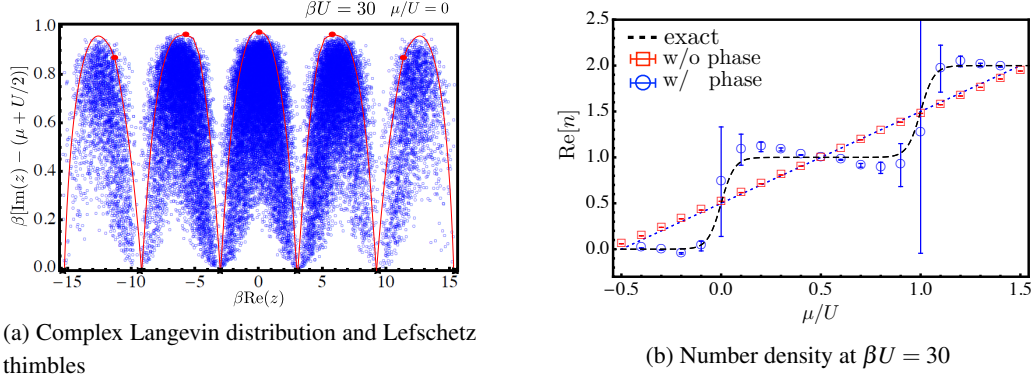 βU = 30 μ/U = 0
β[Im(z) − (μ + U/2)]
1.0
0.8
0.6
0.4
0.2
0.0
−15 −10 −5 0 5 10 15
βRe(z)
(a) Complex Langevin distribution and Lefschetz
thimbles
Re[n]
2.5
2.0
1.5
1.0
0.5
0.0
exact
w/o phase
w/ phase
−0.5 0.0 0.5 1.0 1.5
μ/U
(b) Number density at βU = 30